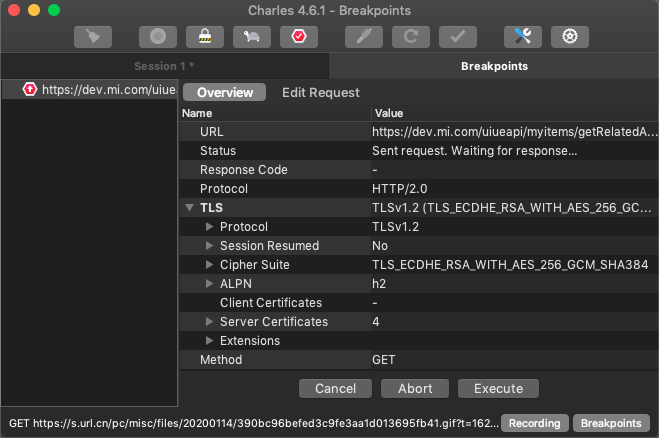 Charles 4.6.1 - Breakpoints
Session 1 *
Breakpoints
https://dev.mi.com/uiuea
Overview
Edit Request
Name Value
URL https://dev.mi.com/uiueapi/myitems/getRelatedA...
Status Sent request. Waiting for response...
Response Code -
Protocol HTTP/2.0
TLS TLSv1.2 (TLS_ECDHE_RSA_WITH_AES_256_GC...
Protocol TLSv1.2
Session Resumed No
Cipher Suite TLS_ECDHE_RSA_WITH_AES_256_GCM_SHA384
ALPN h2
Client Certificates -
Server Certificates 4
Extensions
Method GET
Cancel Abort Execute
GET https://s.url.cn/pc/misc/files/20200114/390bc96befed3c9fe3aa1d013695fb41.gif?t=162... Recording Breakpoints